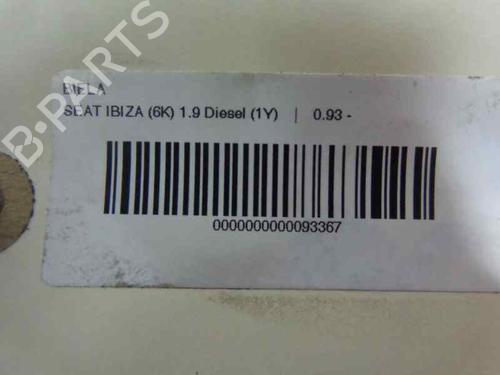 BIELA
SEAT IBIZA (6K) 1.9 Diesel (1Y) | 0.93 -
0000000000093367
B-PARTS